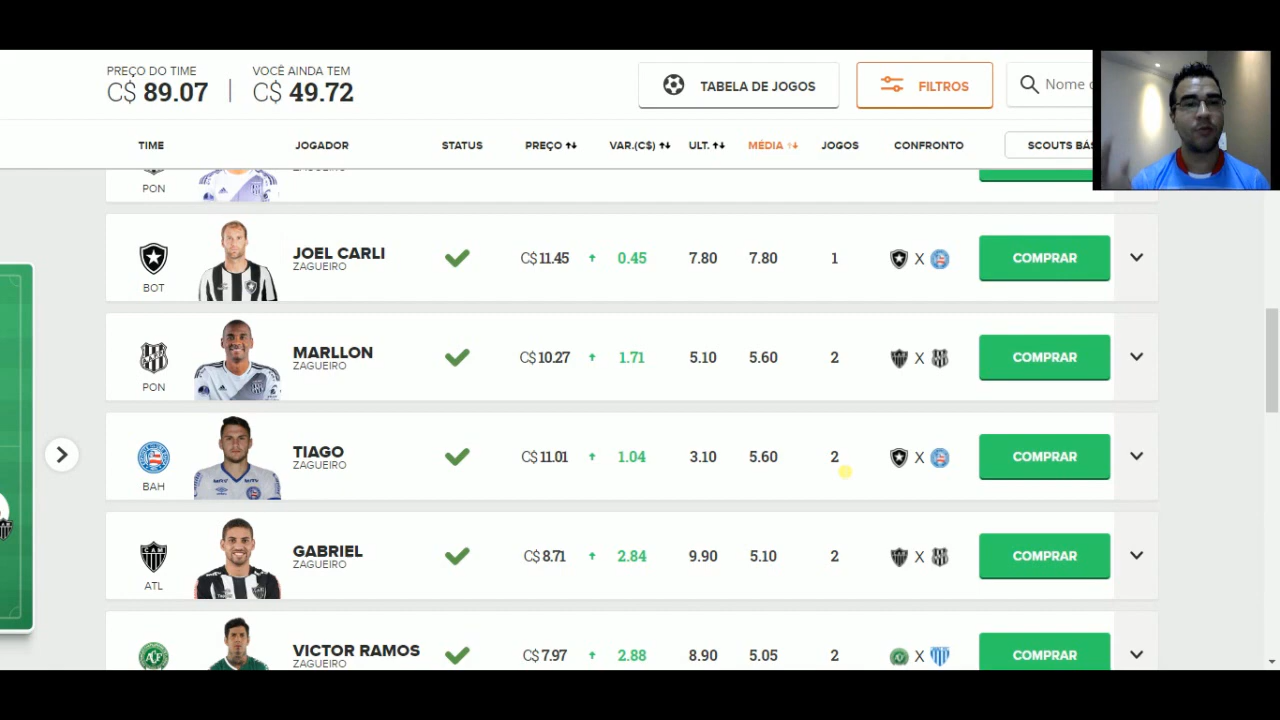 PREÇO DO TIME
C$ 89.07
VOCÊ AINDA TEM
C$ 49.72
TABELA DE JOGOS
FILTROS
Nome
TIME JOGADOR STATUS PREÇO VAR.(C$) ULT. MÉDIA JOGOS CONFRONTO SCOUTS
PON ZAGUEIRO
JOEL CARLI
ZAGUEIRO
BOT
C$ 11.45 0.45 7.80 7.80 1 X COMPRAR
MARLLON
ZAGUEIRO
PON
C$ 10.27 1.71 5.10 5.60 2 X COMPRAR
TIAGO
ZAGUEIRO
BAH
C$ 11.01 1.04 3.10 5.60 2 X COMPRAR
GABRIEL
ZAGUEIRO
CAM
ATL
C$ 8.71 2.84 9.90 5.10 2 X COMPRAR
VICTOR RAMOS
ZAGUEIRO
C$ 7.97 2.88 8.90 5.05 2 X COMPRAR